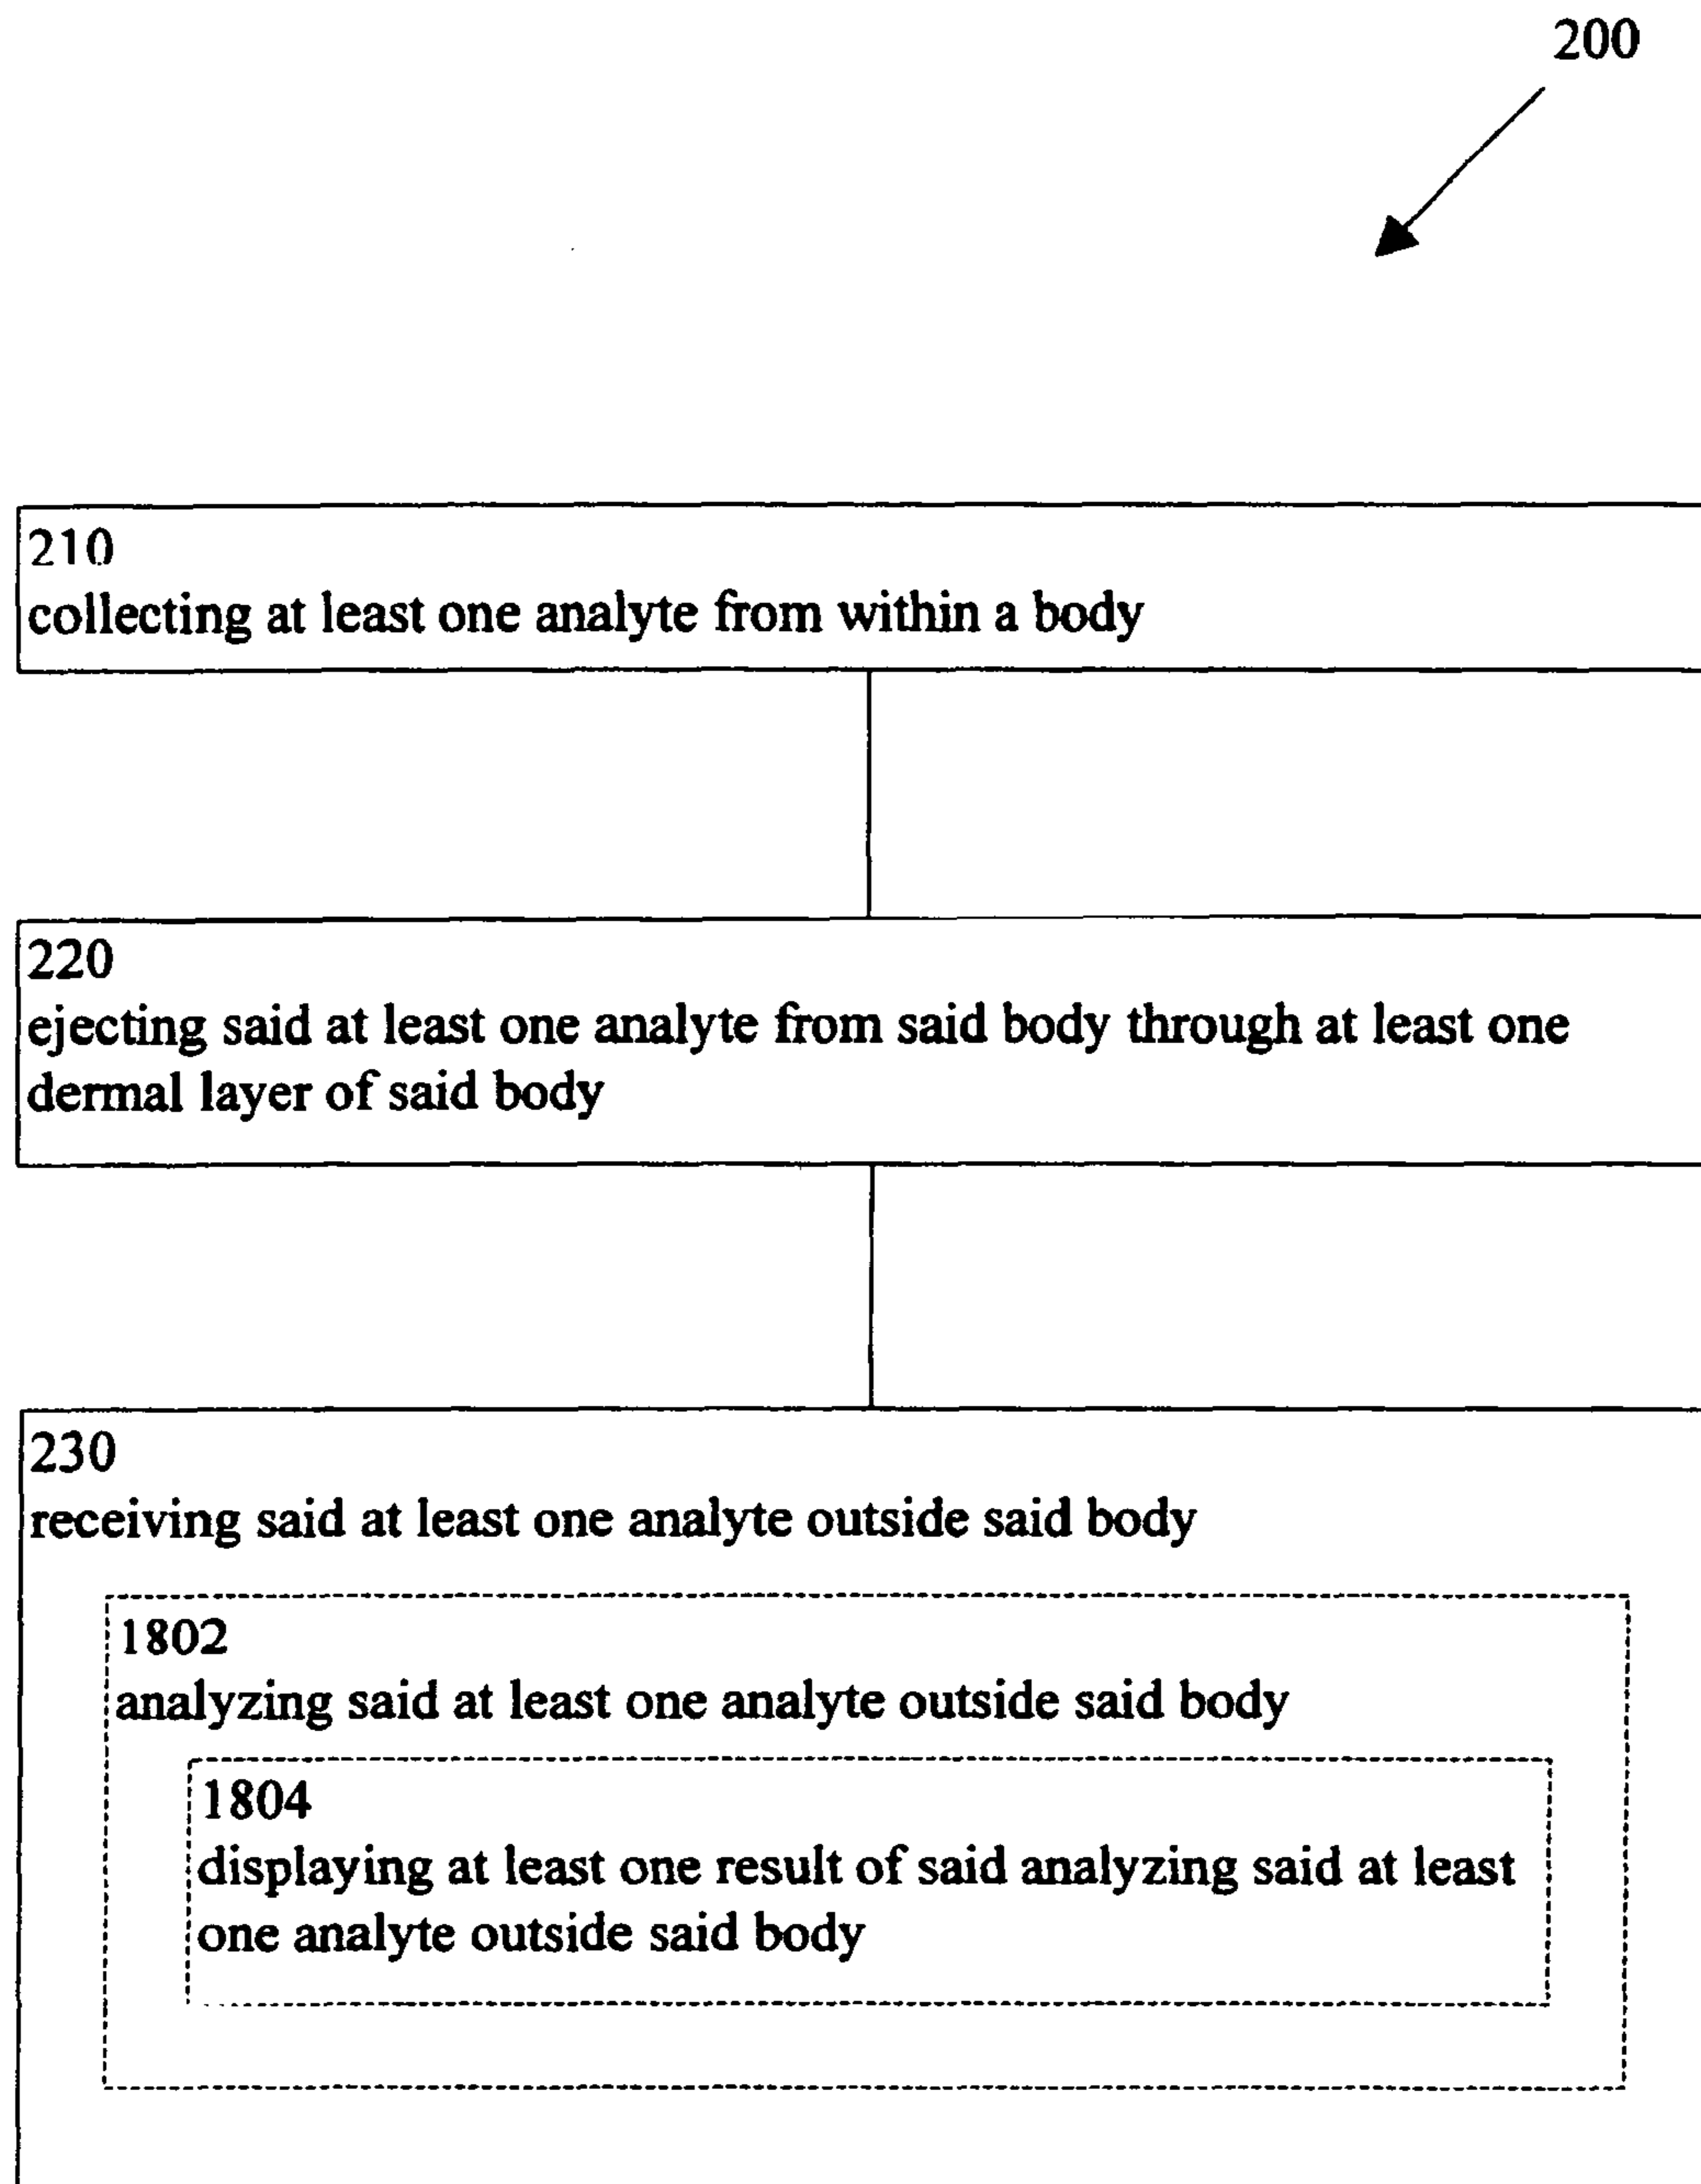 200
210
collecting at least one analyte from within a body
220
ejecting said at least one analyte from said body through at least one
dermal layer of said body
230
receiving said at least one analyte outside said body
1802
analyzing said at least one analyte outside said body
1804
displaying at least one result of said analyzing said at least
one analyte outside said body